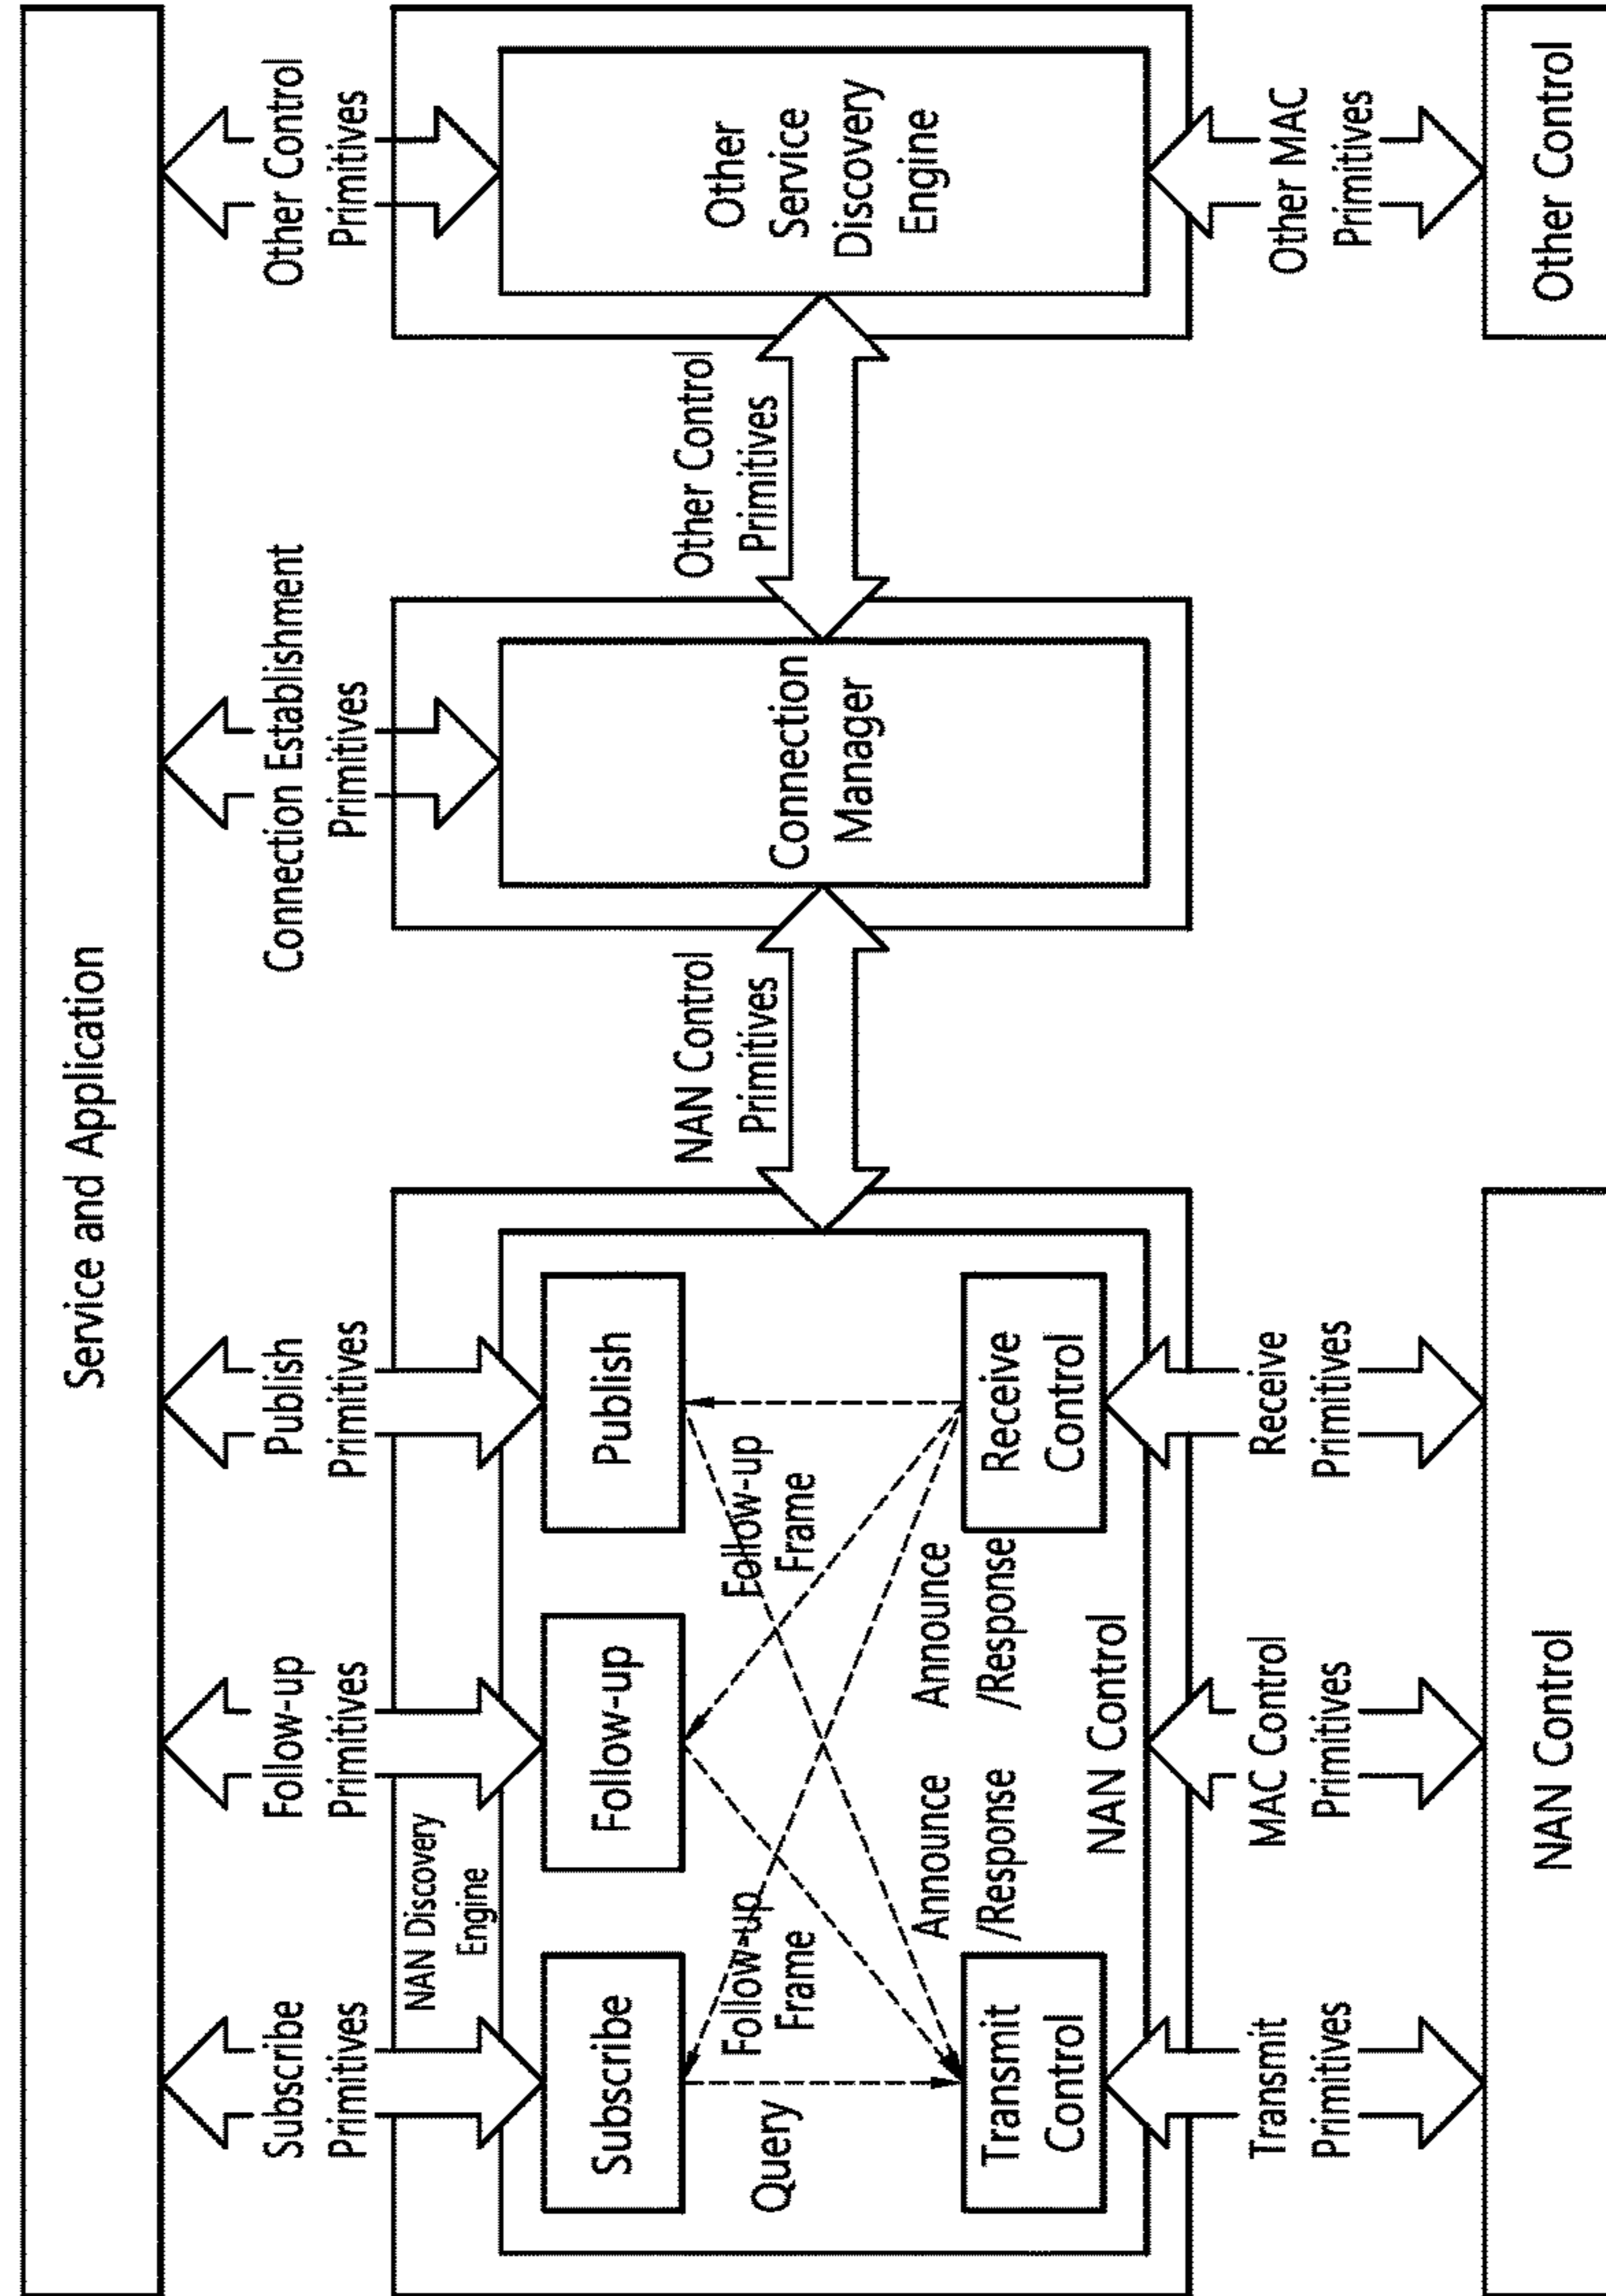 Service and Application
Subscribe
Primitives
Follow-up
Primitives
Publish
Primitives
Connection Establishment
Primitives
Other Control
Primitives
NAN Discovery
Engine
Subscribe
Follow-up
Publish
Query
Follow-up
Frame
Follow-up
Frame
Announce
/Response
Announce
/Response
Transmit
Control
Receive
Control
NAN Control
NAN Control
Primitives
Connection
Manager
Other Control
Primitives
Other
Service
Discovery
Engine
Transmit
Primitives
MAC Control
Primitives
Receive
Primitives
Other MAC
Primitives
NAN Control
Other Control